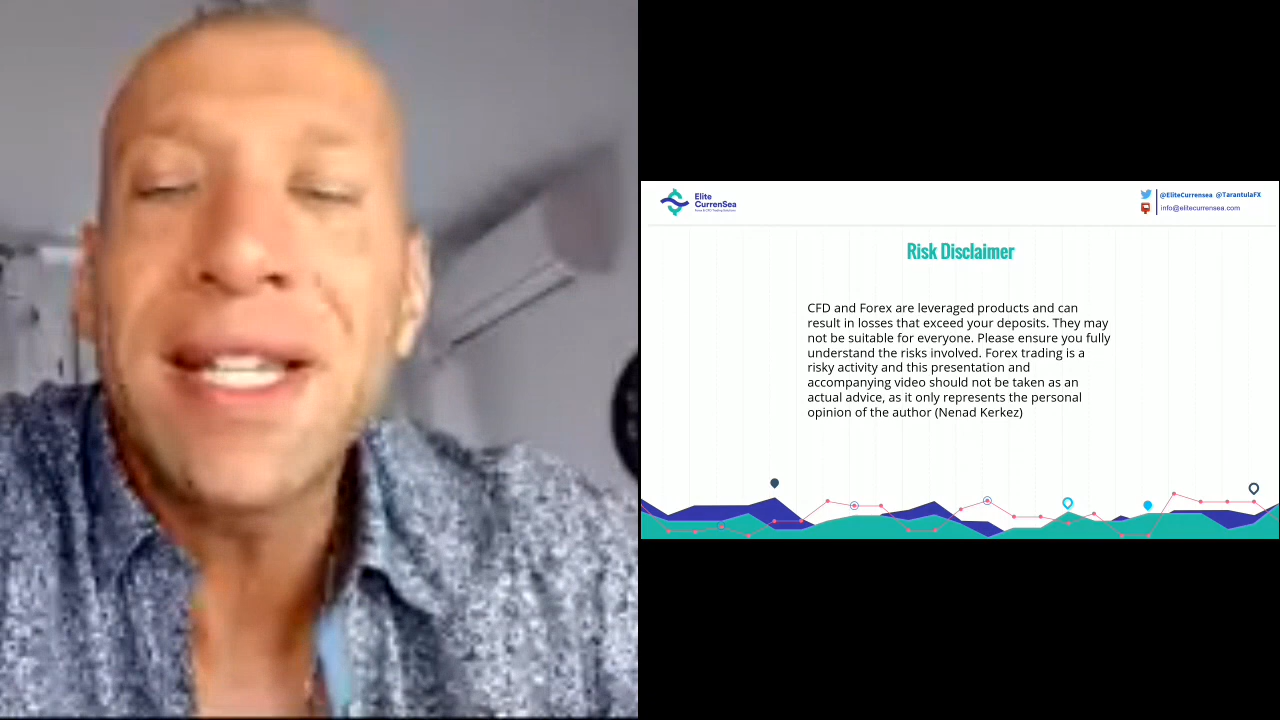 Elite
CurrenSea
@EliteCurrensea @TarantulaFX
info@elitecurrensea.com
Risk Disclaimer
CFD and Forex are leveraged products and can
result in losses that exceed your deposits. They may
not be suitable for everyone. Please ensure you fully
understand the risks involved. Forex trading is a
risky activity and this presentation and
accompanying video should not be taken as an
actual advice, as it only represents the personal
opinion of the author (Nenad Kerkez)